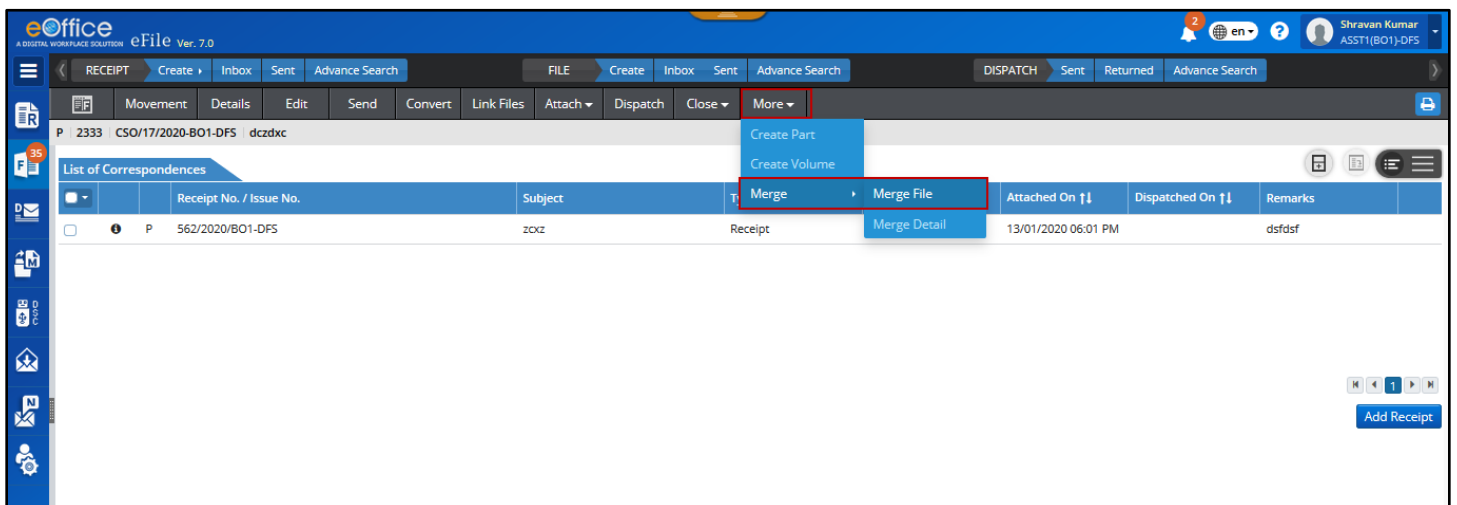 eOffice
A DIGITAL WORKPLACE SOLUTION eFile Ver. 7.0
2 en ? Shravan Kumar
ASST1(BO1)-DFS
RECEIPT Create Inbox Sent Advance Search FILE Create Inbox Sent Advance Search DISPATCH Sent Returned Advance Search
Movement Details Edit Send Convert Link Files Attach Dispatch Close More
P 2333 CSO/17/2020-BO1-DFS dczdxc
Create Part
Create Volume
Merge Merge File
Merge Detail
35
List of Correspondences
Receipt No. / Issue No. Subject Ty Attached On Dispatched On Remarks
P 562/2020/BO1-DFS zcxz Receipt 13/01/2020 06:01 PM dsfdsf
R
F
D
M
DSC
N
1
Add Receipt